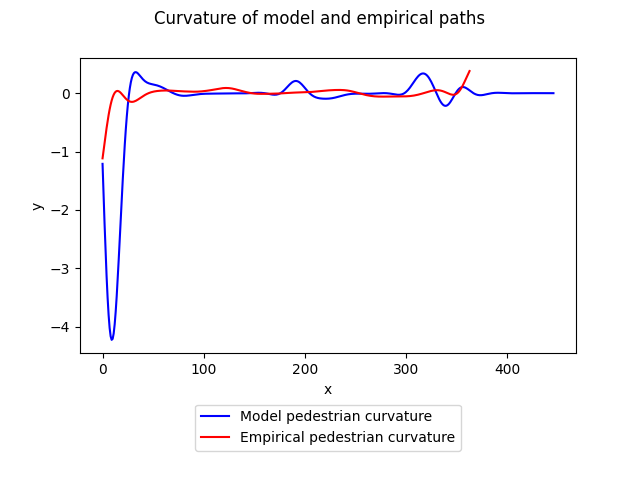 Curvature of model and empirical paths
0
−1
−2
−3
−4
y
0 100 200 300 400
x
Model pedestrian curvature
Empirical pedestrian curvature